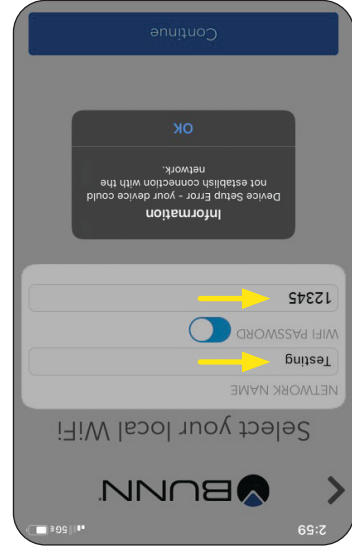 2:59
5G E
BUNN
Select your local WiFi
NETWORK NAME
Testing
WIFI PASSWORD
12345
Information
Device Setup Error - your device could
not establish connection with the
network.
OK
Continue